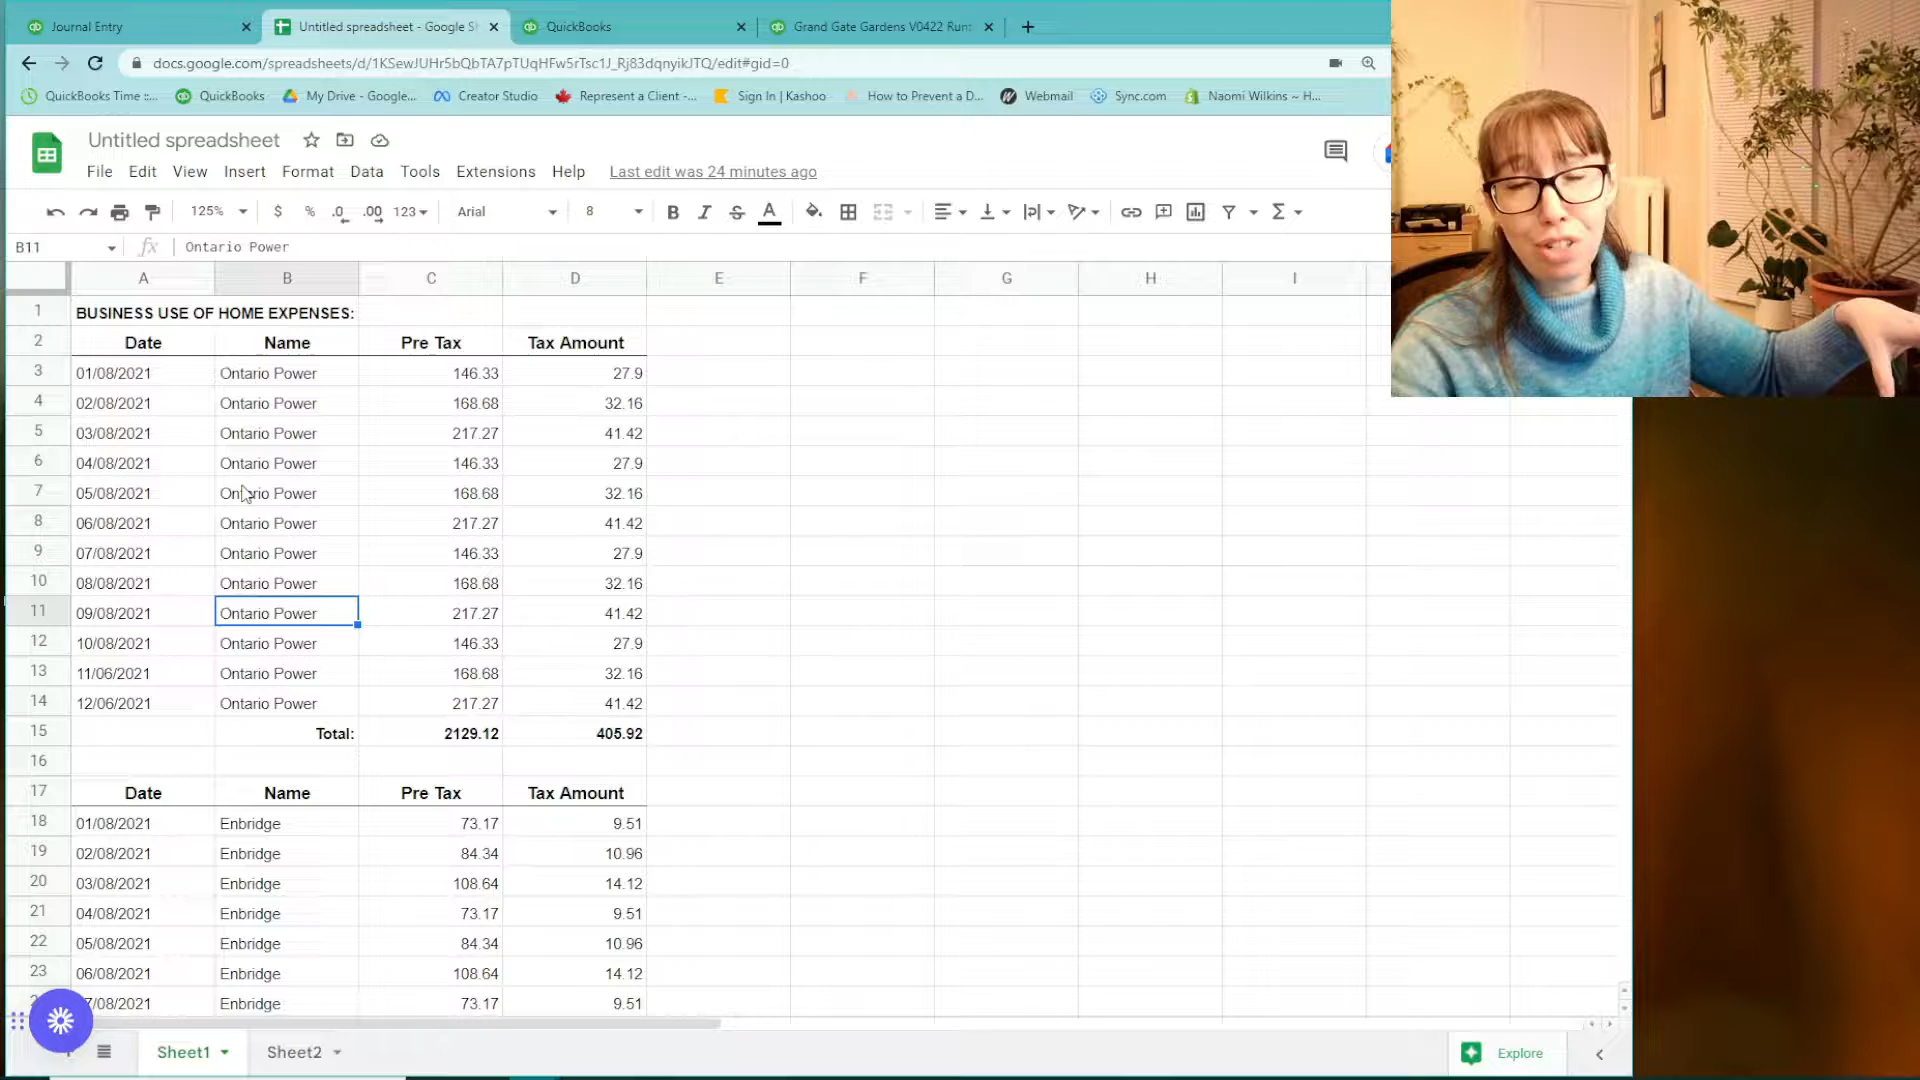 Journal Entry
Untitled spreadsheet - Google S
QuickBooks
Grand Gate Gardens V0422 Run
docs.google.com/spreadsheets/d/1KSewJUHr5bQbTA7pTUqHFw5rTsc1J_Rj83dqnyikJTQ/edit#gid=0
QuickBooks Time ::... QuickBooks My Drive - Google... Creator Studio Represent a Client -... Sign In | Kashoo How to Prevent a D... Webmail Sync.com Naomi Wilkins ~ H...
Untitled spreadsheet
File Edit View Insert Format Data Tools Extensions Help Last edit was 24 minutes ago
125% $ % .0 .00 123 Arial 8 B I S A Σ
B11 fx Ontario Power
A B C D E F G H I
1 BUSINESS USE OF HOME EXPENSES:
2 Date Name Pre Tax Tax Amount
3 01/08/2021 Ontario Power 146.33 27.9
4 02/08/2021 Ontario Power 168.68 32.16
5 03/08/2021 Ontario Power 217.27 41.42
6 04/08/2021 Ontario Power 146.33 27.9
7 05/08/2021 Ontario Power 168.68 32.16
8 06/08/2021 Ontario Power 217.27 41.42
9 07/08/2021 Ontario Power 146.33 27.9
10 08/08/2021 Ontario Power 168.68 32.16
11 09/08/2021 Ontario Power 217.27 41.42
12 10/08/2021 Ontario Power 146.33 27.9
13 11/06/2021 Ontario Power 168.68 32.16
14 12/06/2021 Ontario Power 217.27 41.42
15 Total: 2129.12 405.92
16
17 Date Name Pre Tax Tax Amount
18 01/08/2021 Enbridge 73.17 9.51
19 02/08/2021 Enbridge 84.34 10.96
20 03/08/2021 Enbridge 108.64 14.12
21 04/08/2021 Enbridge 73.17 9.51
22 05/08/2021 Enbridge 84.34 10.96
23 06/08/2021 Enbridge 108.64 14.12
7/08/2021 Enbridge 73.17 9.51
Sheet1 Sheet2 Explore